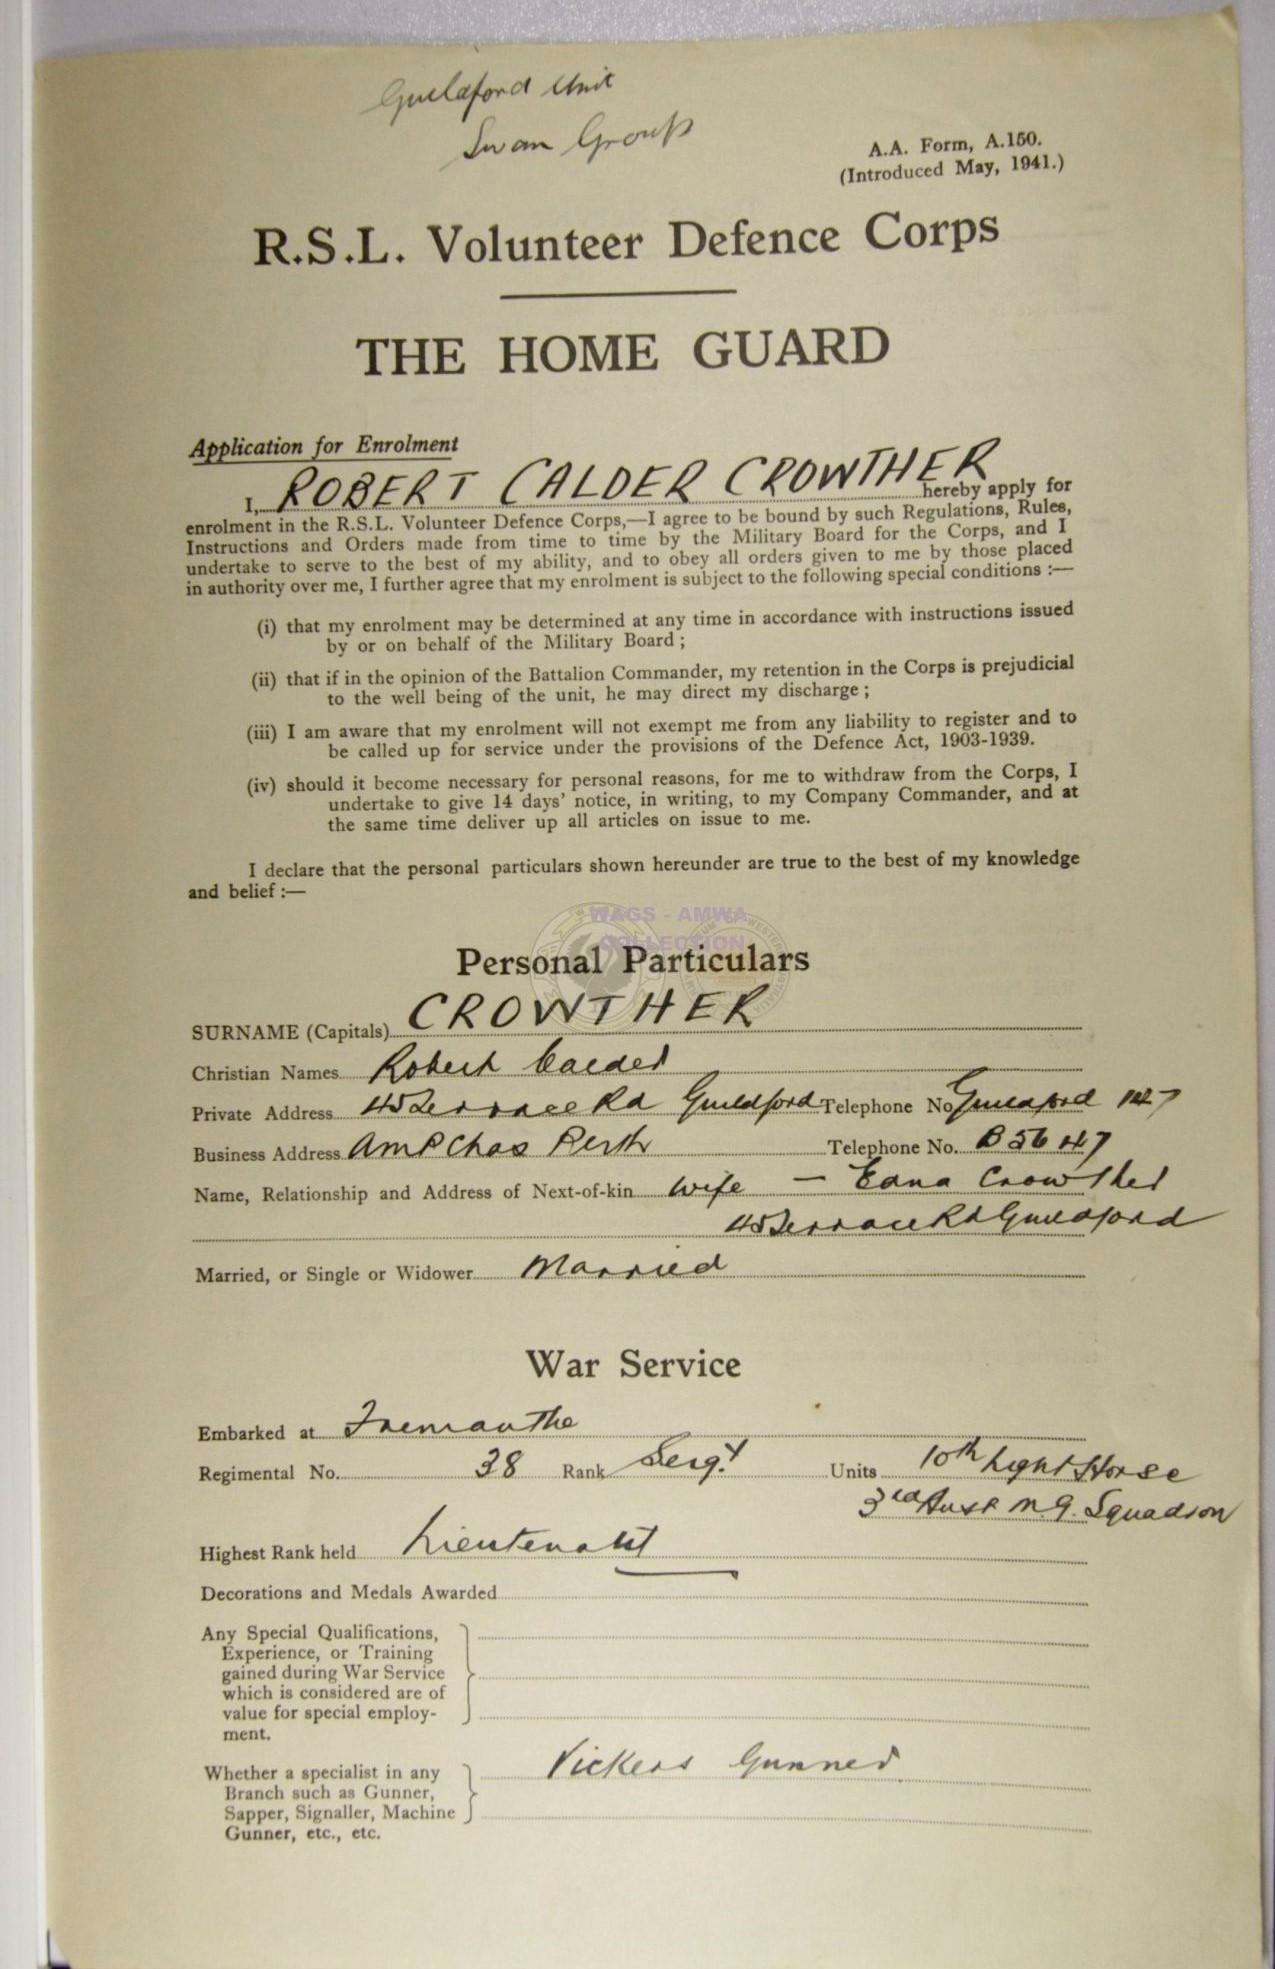 Guildford Unit
Swan Group
A.A. Form, A.150.
(Introduced May, 1941.)
R.S.L. Volunteer Defence Corps
THE HOME GUARD
Application for Enrolment
I, ROBERT CALDER CROWTHER hereby apply for
enrolment in the R.S.L. Volunteer Defence Corps,—I agree to be bound by such Regulations, Rules,
Instructions and Orders made from time to time by the Military Board for the Corps, and I
undertake to serve to the best of my ability, and to obey all orders given to me by those placed
in authority over me, I further agree that my enrolment is subject to the following special conditions :—
(i) that my enrolment may be determined at any time in accordance with instructions issued
by or on behalf of the Military Board ;
(ii) that if in the opinion of the Battalion Commander, my retention in the Corps is prejudicial
to the well being of the unit, he may direct my discharge ;
(iii) I am aware that my enrolment will not exempt me from any liability to register and to
be called up for service under the provisions of the Defence Act, 1903-1939.
(iv) should it become necessary for personal reasons, for me to withdraw from the Corps, I
undertake to give 14 days' notice, in writing, to my Company Commander, and at
the same time deliver up all articles on issue to me.
I declare that the personal particulars shown hereunder are true to the best of my knowledge
and belief :—
WAGS - AMWA
COLLECTION
Personal Particulars
SURNAME (Capitals) CROWTHER
Christian Names Robert Calder
Private Address 45 Terrace Rd Guildford Telephone No Guildford 147
Business Address AMP Chas Perth Telephone No. B5647
Name, Relationship and Address of Next-of-kin Wife — Edna Crowther
45 Terrace Rd Guildford
Married, or Single or Widower Married
War Service
Embarked at Fremantle
Regimental No. 38 Rank Sergt Units 10th Light Horse
3rd Aust M.G. Squadron
Highest Rank held Lieutenant
Decorations and Medals Awarded
Any Special Qualifications,
Experience, or Training
gained during War Service
which is considered are of
value for special employ-
ment.
Whether a specialist in any Vickers Gunner
Branch such as Gunner,
Sapper, Signaller, Machine
Gunner, etc., etc.